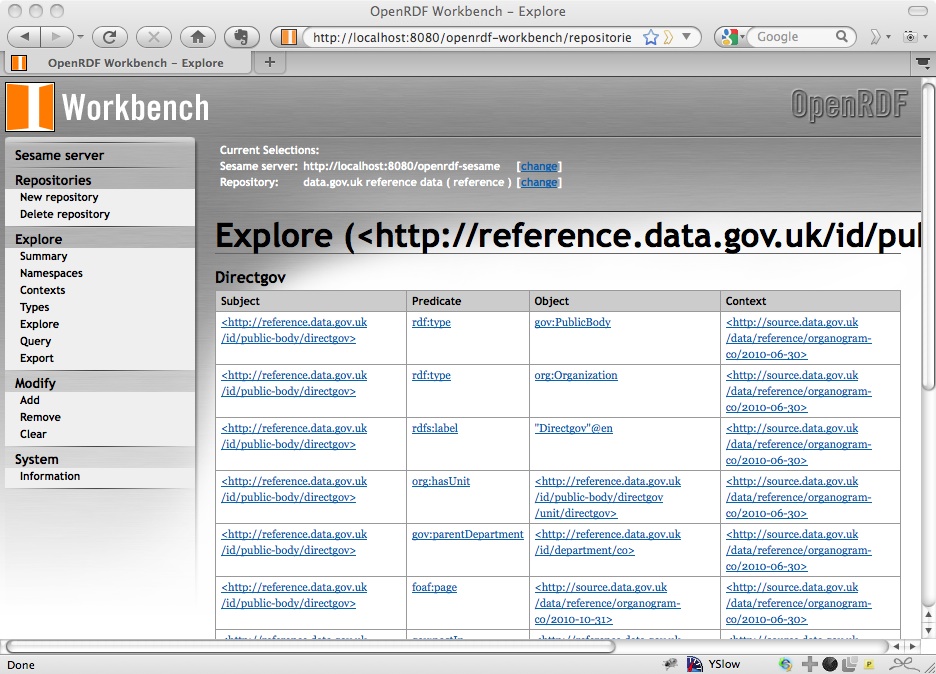 OpenRDF Workbench – Explore
http://localhost:8080/openrdf-workbench/repositorie
Google
OpenRDF Workbench – Explore
Workbench
OpenRDF
Sesame server
Repositories
New repository
Delete repository
Explore
Summary
Namespaces
Contexts
Types
Explore
Query
Export
Modify
Add
Remove
Clear
System
Information
Current Selections:
Sesame server: http://localhost:8080/openrdf-sesame [change]
Repository: data.gov.uk reference data ( reference ) [change]
Explore (<http://reference.data.gov.uk/id/pul
Directgov
Subject Predicate Object Context
<http://reference.data.gov.uk rdf:type gov:PublicBody <http://source.data.gov.uk
/id/public-body/directgov> /data/reference/organogram-
co/2010-06-30>
<http://reference.data.gov.uk rdf:type org:Organization <http://source.data.gov.uk
/id/public-body/directgov> /data/reference/organogram-
co/2010-06-30>
<http://reference.data.gov.uk rdfs:label "Directgov"@en <http://source.data.gov.uk
/id/public-body/directgov> /data/reference/organogram-
co/2010-06-30>
<http://reference.data.gov.uk org:hasUnit <http://reference.data.gov.uk <http://source.data.gov.uk
/id/public-body/directgov> /id/public-body/directgov /data/reference/organogram-
/unit/directgov> co/2010-06-30>
<http://reference.data.gov.uk gov:parentDepartment <http://reference.data.gov.uk <http://source.data.gov.uk
/id/public-body/directgov> /id/department/co> /data/reference/organogram-
co/2010-06-30>
<http://reference.data.gov.uk foaf:page <http://source.data.gov.uk <http://source.data.gov.uk
/id/public-body/directgov> /data/reference/organogram- /data/reference/organogram-
co/2010-10-31> co/2010-06-30>
Done
YSlow